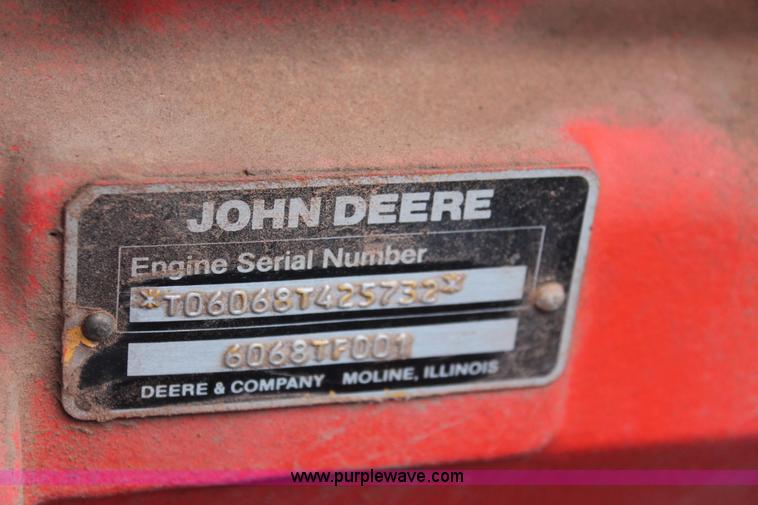 JOHN DEERE
Engine Serial Number
*T06068T425732*
6068TF001
DEERE & COMPANY MOLINE, ILLINOIS
www.purplewave.com